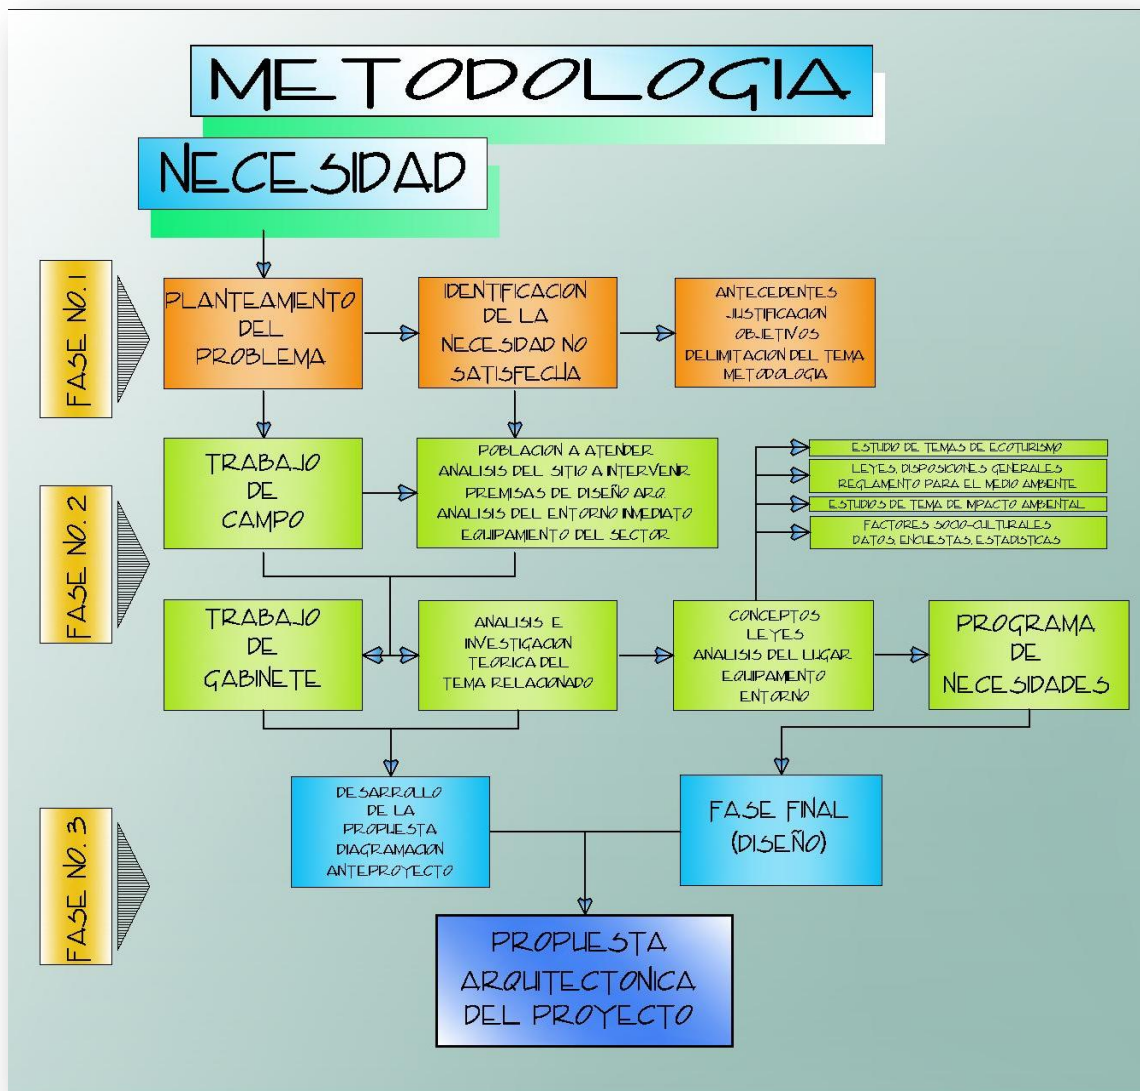 METODOLOGIA
NECESIDAD
FASE NO. 1
PLANTEAMIENTO
DEL
PROBLEMA
IDENTIFICACION
DE LA
NECESIDAD NO
SATISFECHA
ANTECEDENTES
JUSTIFICACION
OBJETIVOS
DELIMITACION DEL TEMA
METODOLOGIA
FASE NO. 2
TRABAJO
DE
CAMPO
POBLACION A ATENDER
ANALISIS DEL SITIO A INTERVENIR
PREMISAS DE DISEÑO ARQ.
ANALISIS DEL ENTORNO INMEDIATO
EQUIPAMIENTO DEL SECTOR
ESTUDIO DE TEMAS DE ECOTURISMO
LEYES, DISPOSICIONES GENERALES
REGLAMENTO PARA EL MEDIO AMBIENTE
ESTUDIOS DE TEMA DE IMPACTO AMBIENTAL
FACTORES SOCIO-CULTURALES
DATOS, ENCUESTAS, ESTADISTICAS
TRABAJO
DE
GABINETE
ANALISIS E
INVESTIGACION
TEORICA DEL
TEMA RELACIONADO
CONCEPTOS
LEYES
ANALISIS DEL LUGAR
EQUIPAMIENTO
ENTORNO
PROGRAMA
DE
NECESIDADES
FASE NO. 3
DESARROLLO
DE LA
PROPUESTA
DIAGRAMACION
ANTEPROYECTO
FASE FINAL
(DISEÑO)
PROPUESTA
ARQUITECTONICA
DEL PROYECTO